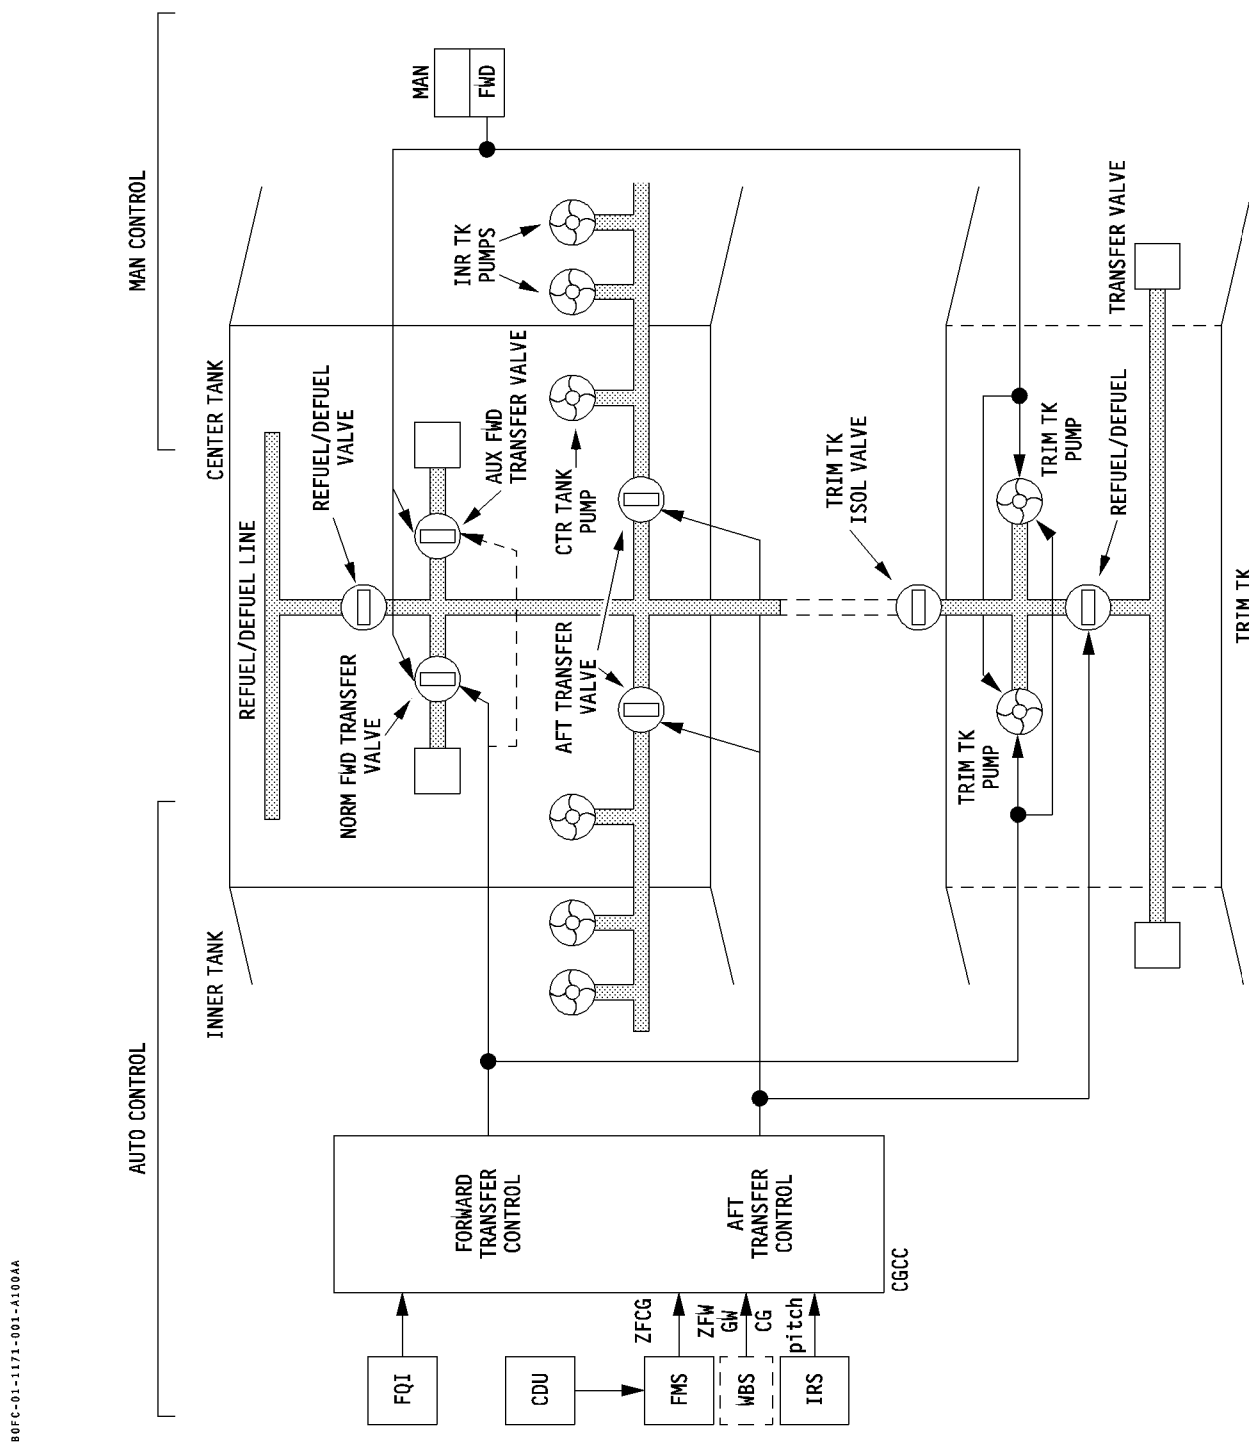 AUTO CONTROL
MAN CONTROL
INNER TANK
CENTER TANK
REFUEL/DEFUEL LINE
REFUEL/DEFUEL
VALVE
MAN
FWD
NORM FWD TRANSFER
VALVE
AUX FWD
TRANSFER VALVE
INR TK
PUMPS
CTR TANK
PUMP
AFT TRANSFER
VALVE
TRIM TK
ISOL VALVE
TRIM TK
PUMP
TRIM TK
PUMP
REFUEL/DEFUEL
TRANSFER VALVE
TRIM TK
FORWARD
TRANSFER
CONTROL
AFT
TRANSFER
CONTROL
CGCC
FQI
CDU
FMS
WBS
IRS
ZFCG
ZFW
GW
CG
pitch
B0FC-01-1171-001-A100AA